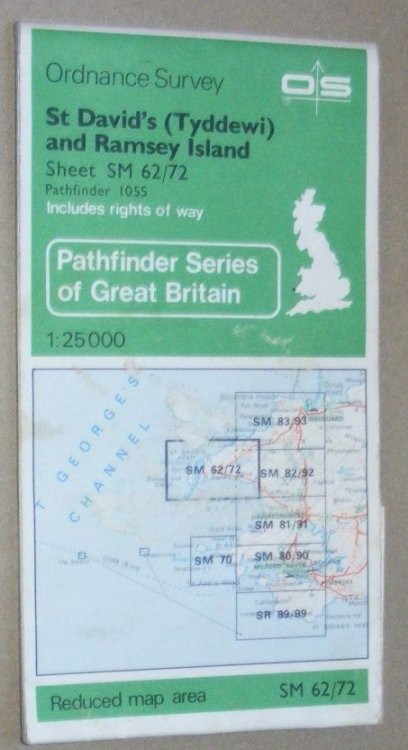 Ordnance Survey
OS
St David's (Tyddewi)
and Ramsey Island
Sheet SM 62/72
Pathfinder 1055
Includes rights of way
Pathfinder Series
of Great Britain
1:25 000
GEORGE'S
CHANNEL
SM 83/93
SM 62/72
SM 82/92
SM 81/91
SM 70
SM 80/90
MILFORD HAVEN
SR 89/99
Reduced map area
SM 62/72